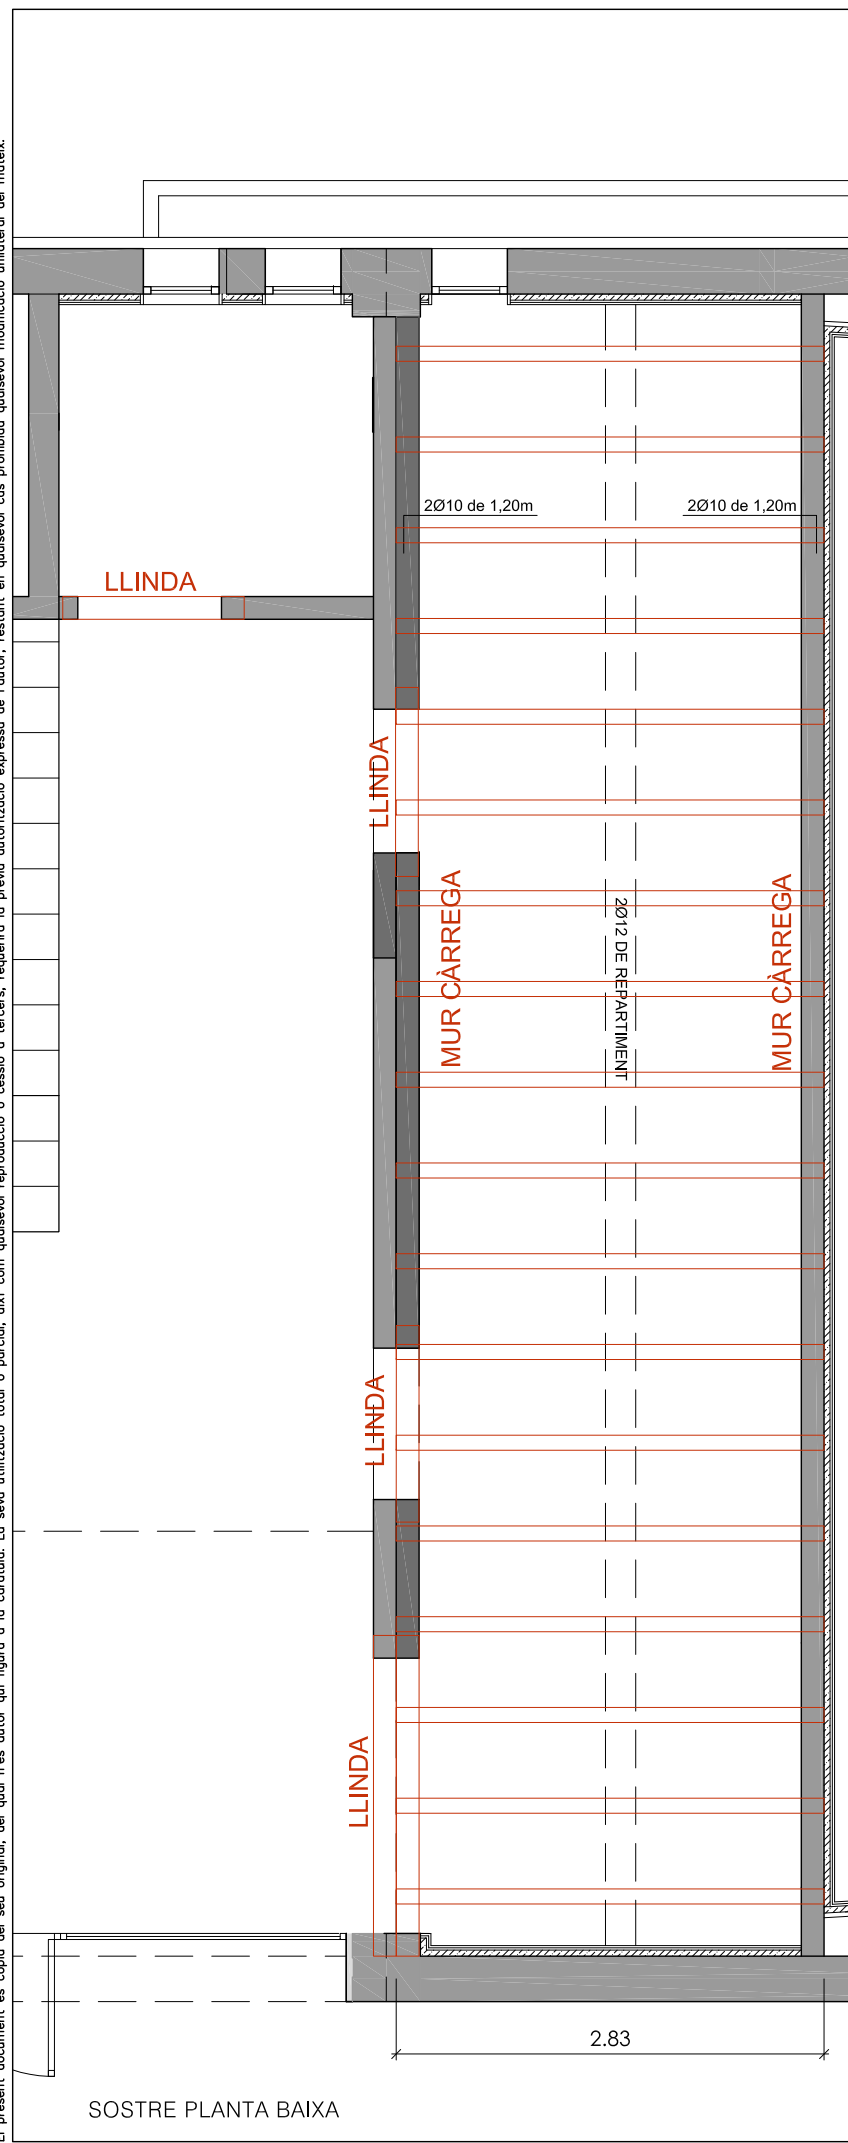 2Ø10 de 1,20m
2Ø10 de 1,20m
LLINDA
LLINDA
MUR CÀRREGA
2Ø12 DE REPARTIMENT
MUR CÀRREGA
LLINDA
LLINDA
2.83
SOSTRE PLANTA BAIXA